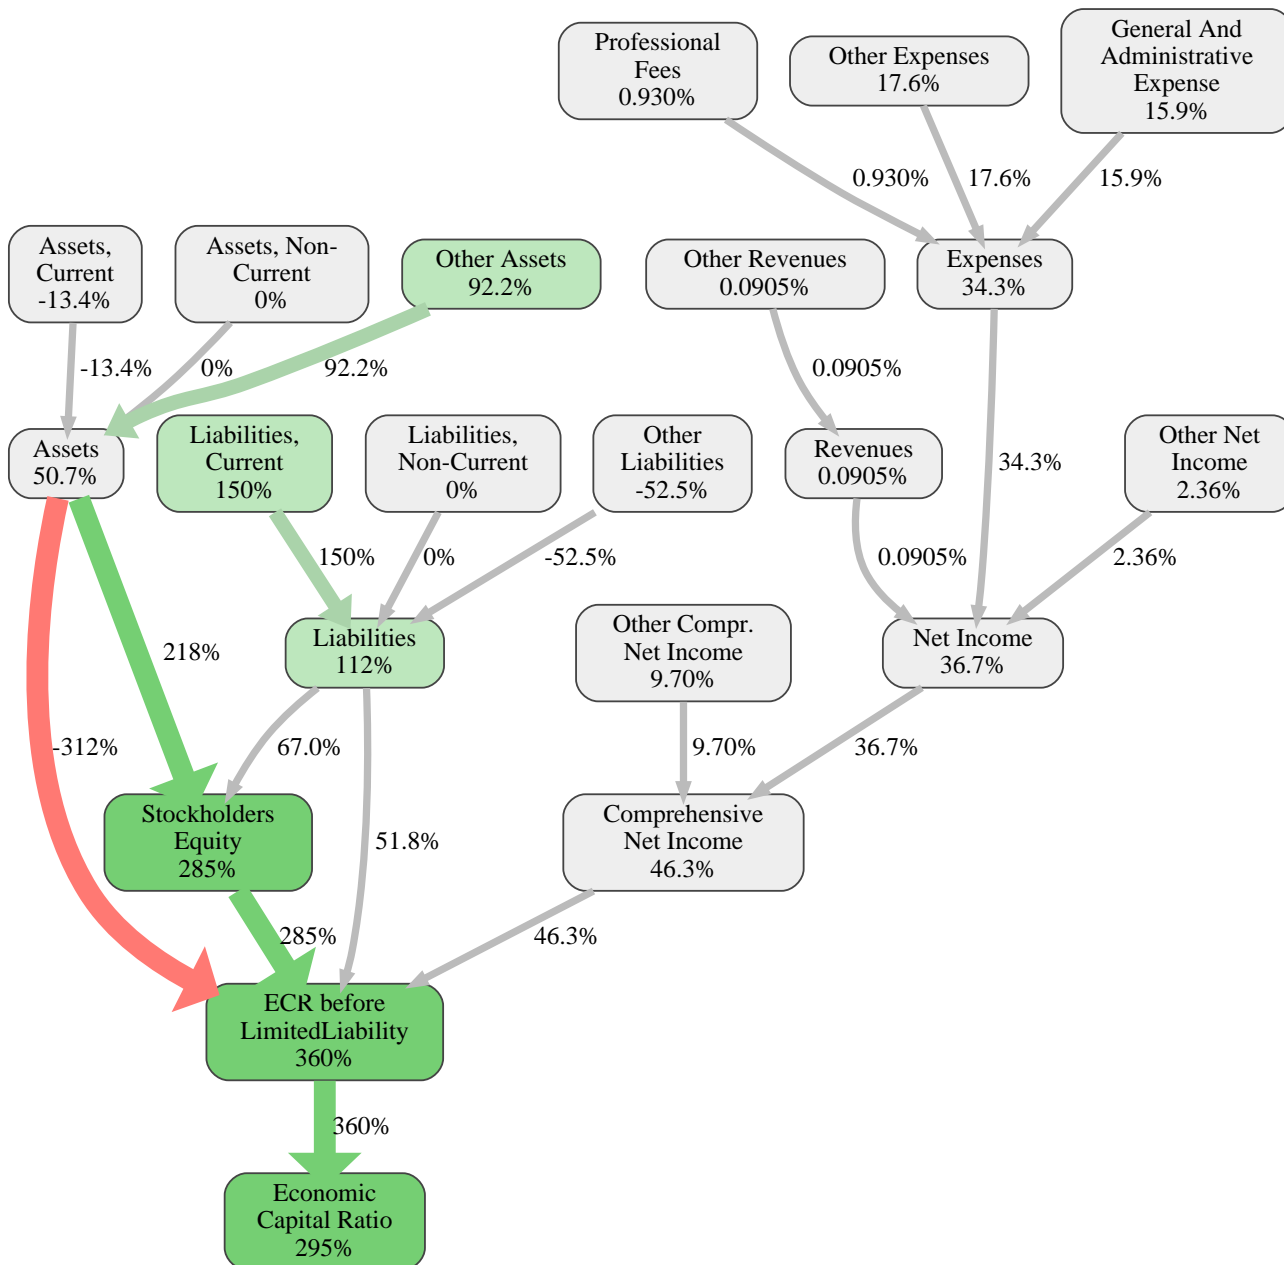 Professional
Fees
0.930%
Other Expenses
17.6%
General And
Administrative
Expense
15.9%
0.930%
17.6%
15.9%
Assets,
Current
-13.4%
Assets, Non-
Current
0%
Other Assets
92.2%
Other Revenues
0.0905%
Expenses
34.3%
-13.4%
0%
92.2%
0.0905%
Assets
50.7%
Liabilities,
Current
150%
Liabilities,
Non-Current
0%
Other
Liabilities
-52.5%
Revenues
0.0905%
34.3%
Other Net
Income
2.36%
150%
0%
-52.5%
0.0905%
2.36%
218%
Liabilities
112%
Other Compr.
Net Income
9.70%
Net Income
36.7%
-312%
67.0%
9.70%
36.7%
Stockholders
Equity
285%
51.8%
Comprehensive
Net Income
46.3%
285%
46.3%
ECR before
LimitedLiability
360%
360%
Economic
Capital Ratio
295%